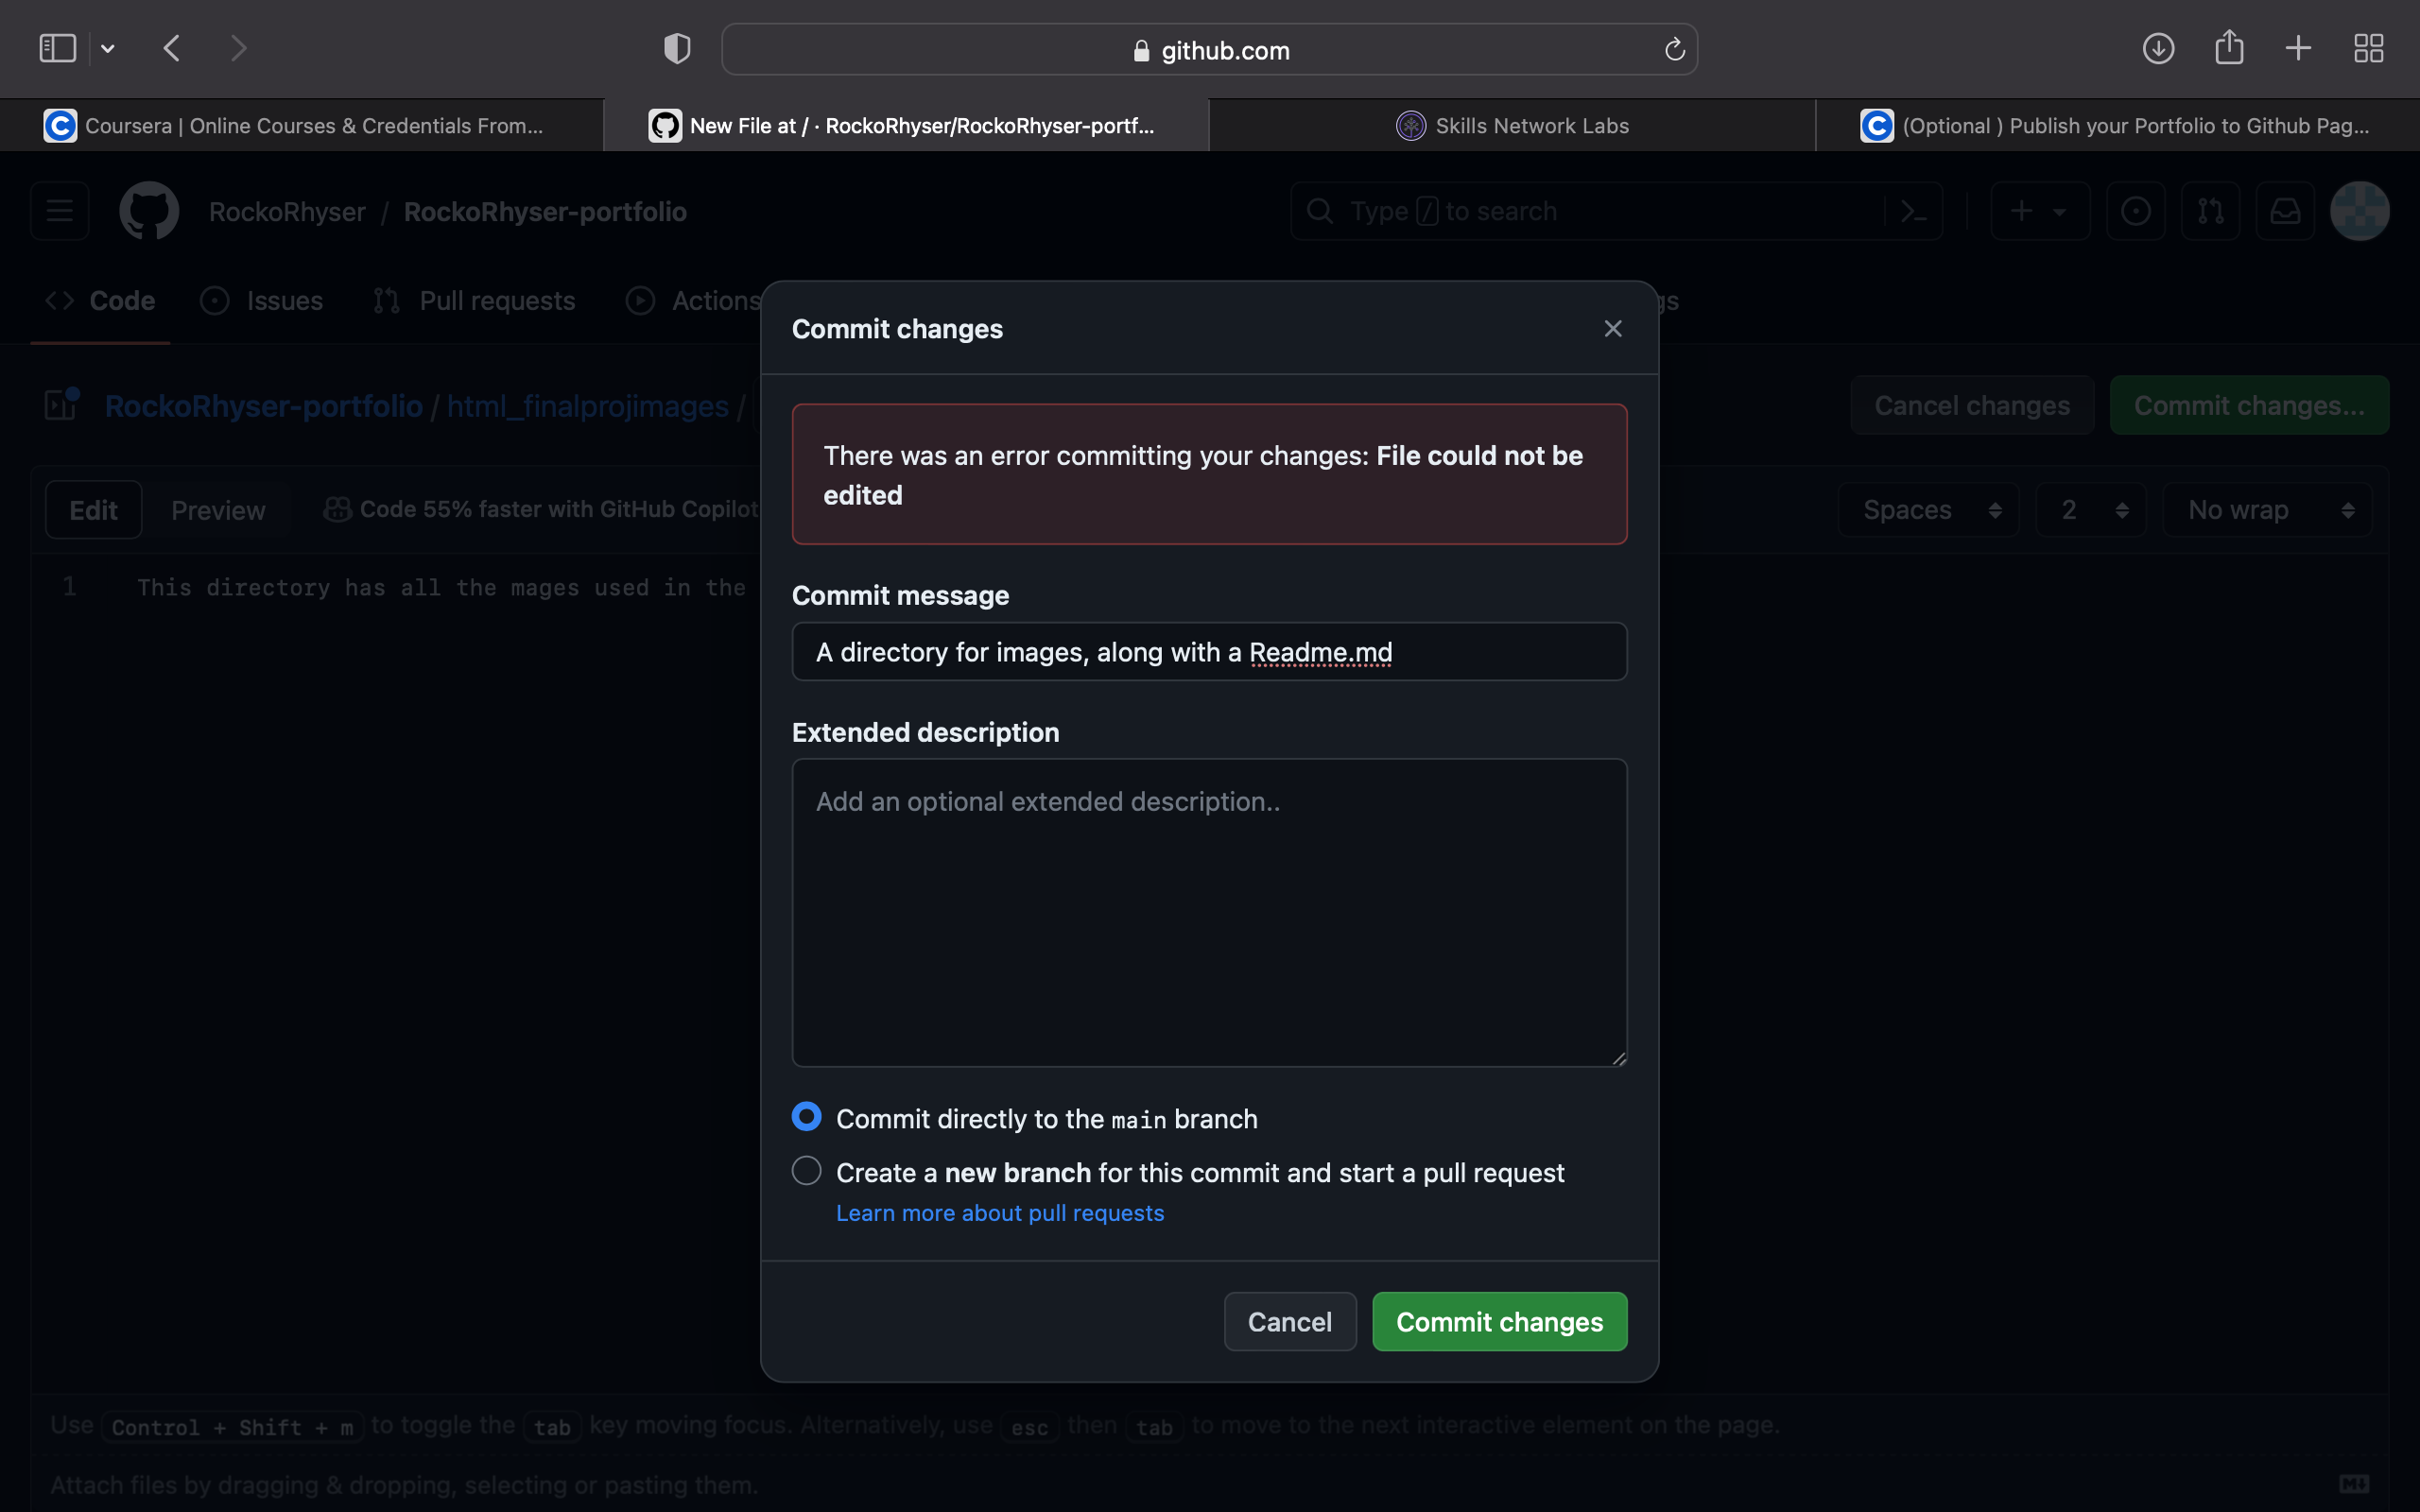 github.com
Coursera | Online Courses & Credentials From...
New File at / · RockoRhyser/RockoRhyser-portf...
Skills Network Labs
(Optional ) Publish your Portfolio to Github Pag...
RockoRhyser / RockoRhyser-portfolio
Type / to search
Code Issues Pull requests Actions
gs
RockoRhyser-portfolio / html_finalprojimages /
Cancel changes
Commit changes...
Edit Preview Code 55% faster with GitHub Copilot
Spaces 2 No wrap
1 This directory has all the mages used in the
Commit changes
There was an error committing your changes: File could not be
edited
Commit message
A directory for images, along with a Readme.md
Extended description
Add an optional extended description..
Commit directly to the main branch
Create a new branch for this commit and start a pull request
Learn more about pull requests
Cancel Commit changes
Use Control + Shift + m to toggle the tab key moving focus. Alternatively, use esc then tab to move to the next interactive element on the page.
Attach files by dragging & dropping, selecting or pasting them.